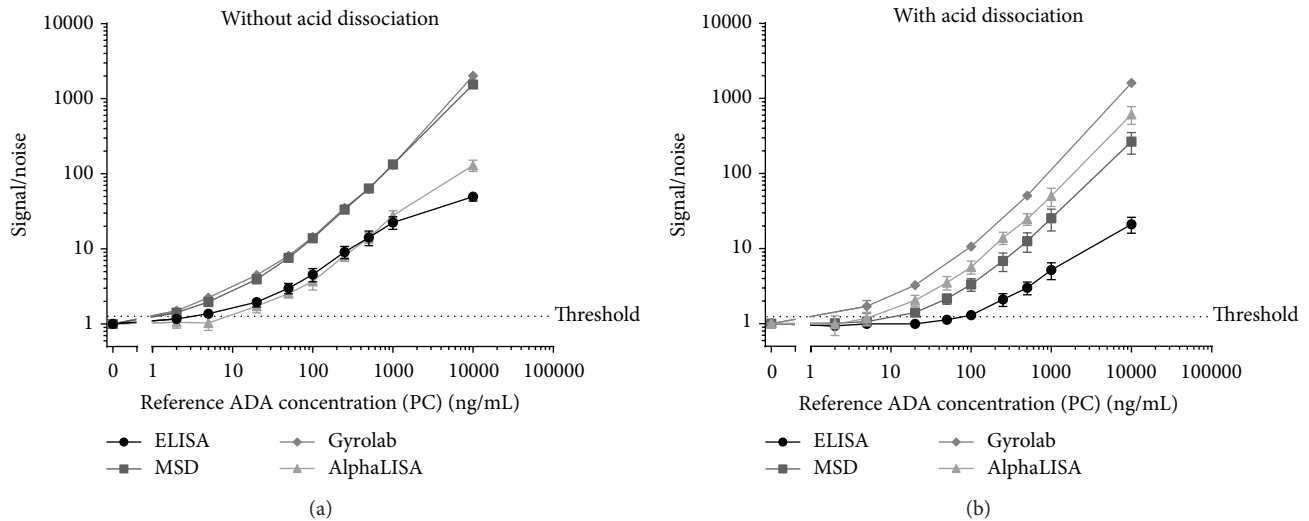 Without acid dissociation
10000
1000
100
10
1
Signal/noise
Threshold
0 1 10 100 1000 10000 100000
Reference ADA concentration (PC) (ng/mL)
ELISA Gyrolab
MSD AlphaLISA
(a)
With acid dissociation
10000
1000
100
10
1
Signal/noise
Threshold
0 1 10 100 1000 10000 100000
Reference ADA concentration (PC) (ng/mL)
ELISA Gyrolab
MSD AlphaLISA
(b)